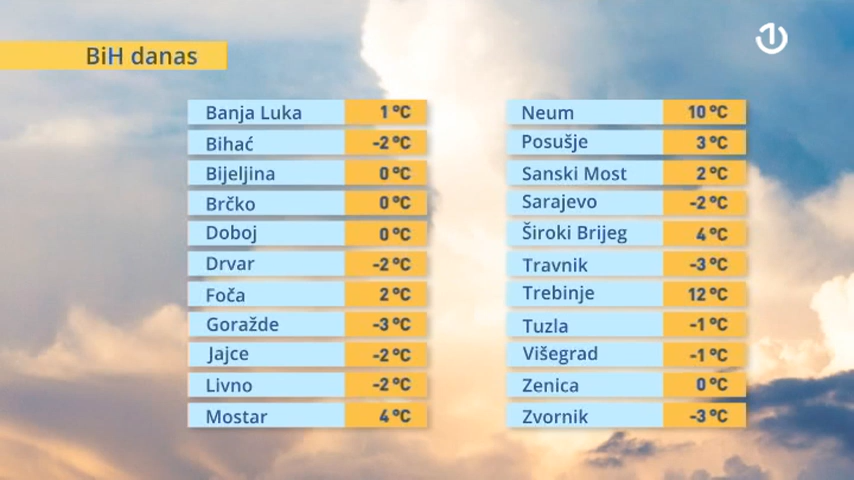 BiH danas
Banja Luka 1 °C
Bihać -2 °C
Bijeljina 0 °C
Brčko 0 °C
Doboj 0 °C
Drvar -2 °C
Foča 2 °C
Goražde -3 °C
Jajce -2 °C
Livno -2 °C
Mostar 4 °C
Neum 10 °C
Posušje 3 °C
Sanski Most 2 °C
Sarajevo -2 °C
Široki Brijeg 4 °C
Travnik -3 °C
Trebinje 12 °C
Tuzla -1 °C
Višegrad -1 °C
Zenica 0 °C
Zvornik -3 °C